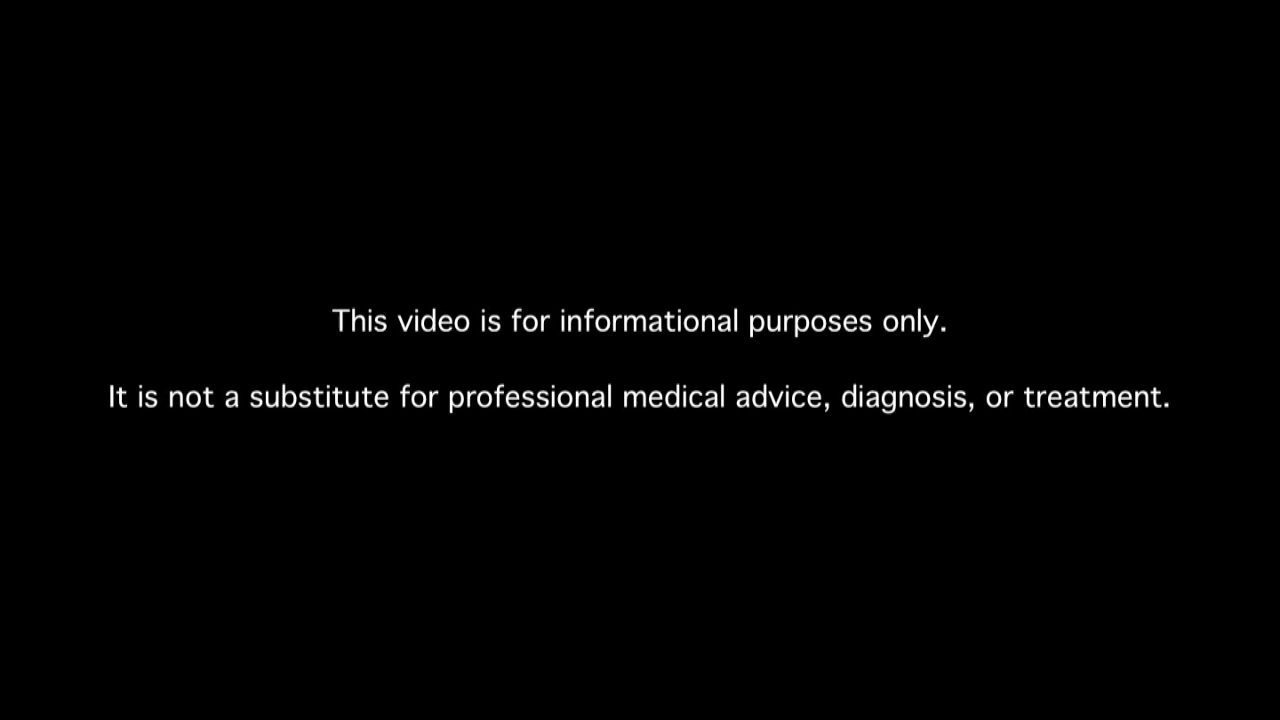 This video is for informational purposes only.
It is not a substitute for professional medical advice, diagnosis, or treatment.